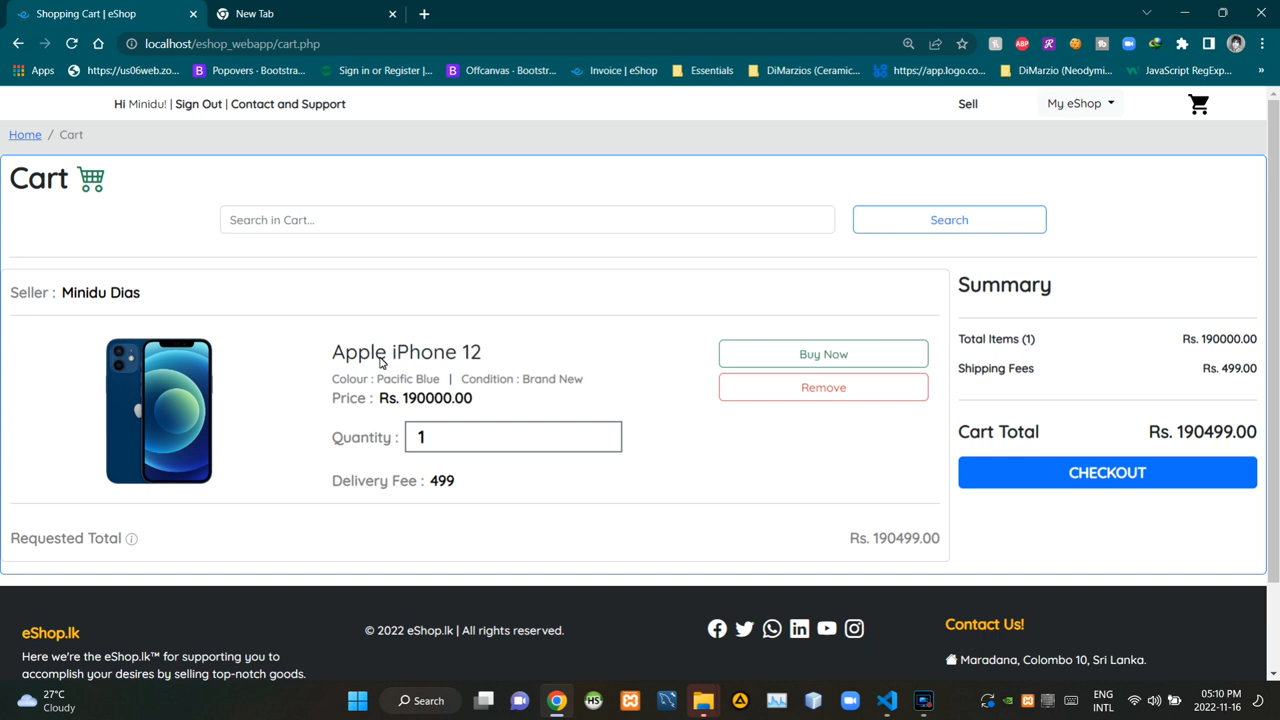 Shopping Cart | eShop
New Tab
localhost/eshop_webapp/cart.php
Apps
https://us06web.zo...
Popovers · Bootstra...
Sign in or Register |...
Offcanvas · Bootstr...
Invoice | eShop
Essentials
DiMarzios (Ceramic...
https://app.logo.co...
DiMarzio (Neodymi...
JavaScript RegExp...
»
Hi Minidu! | Sign Out | Contact and Support
Sell
My eShop
Home / Cart
Cart
Search in Cart...
Search
Seller : Minidu Dias
Apple iPhone 12
Colour : Pacific Blue | Condition : Brand New
Price : Rs. 190000.00
Quantity : 1
Delivery Fee : 499
Buy Now
Remove
Requested Total
Rs. 190499.00
Summary
Total Items (1) Rs. 190000.00
Shipping Fees Rs. 499.00
Cart Total Rs. 190499.00
CHECKOUT
eShop.lk
Here we're the eShop.lk™ for supporting you to
accomplish your desires by selling top-notch goods.
© 2022 eShop.lk | All rights reserved.
Contact Us!
Maradana, Colombo 10, Sri Lanka.
27°C
Cloudy
Search
ENG
INTL
05:10 PM
2022-11-16